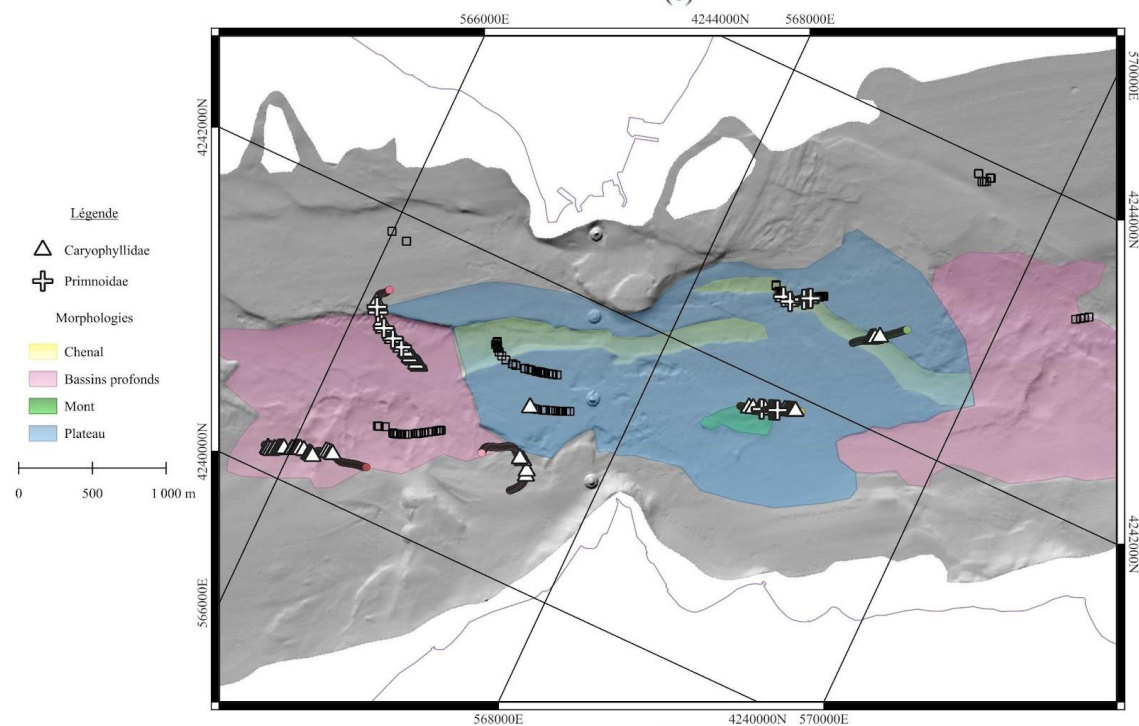 566000E
4244000N
568000E
570000E
4242000N
4244000N
Légende
Caryophyllidae
Primnoidae
Morphologies
Chenal
Bassins profonds
Mont
Plateau
4240000N
0 500 1 000 m
4242000N
566000E
568000E
4240000N
570000E